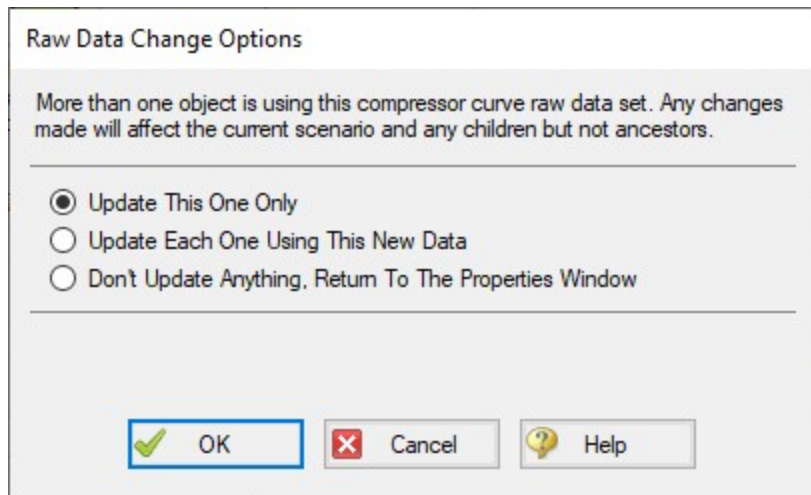 Raw Data Change Options
More than one object is using this compressor curve raw data set. Any changes
made will affect the current scenario and any children but not ancestors.
Update This One Only
Update Each One Using This New Data
Don't Update Anything, Return To The Properties Window
OK
Cancel
Help